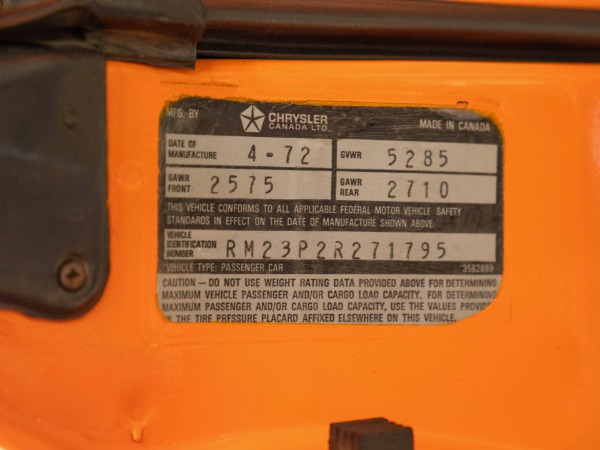 MFG. BY CHRYSLER
CANADA LTD.
MADE IN CANADA
DATE OF MANUFACTURE 4-72 GVWR 5285
GAWR FRONT 2575 GAWR REAR 2710
THIS VEHICLE CONFORMS TO ALL APPLICABLE FEDERAL MOTOR VEHICLE SAFETY
STANDARDS IN EFFECT ON THE DATE OF MANUFACTURE SHOWN ABOVE
VEHICLE IDENTIFICATION NUMBER RM23P2R271795
VEHICLE TYPE: PASSENGER CAR 3582889
CAUTION — DO NOT USE WEIGHT RATING DATA PROVIDED ABOVE FOR DETERMINING
MAXIMUM VEHICLE PASSENGER AND/OR CARGO LOAD CAPACITY. FOR DETERMINING
MAXIMUM PASSENGER AND/OR CARGO LOAD CAPACITY, USE THE VALUES PROVID
N THE TIRE PRESSURE PLACARD AFFIXED ELSEWHERE ON THIS VEHICLE.